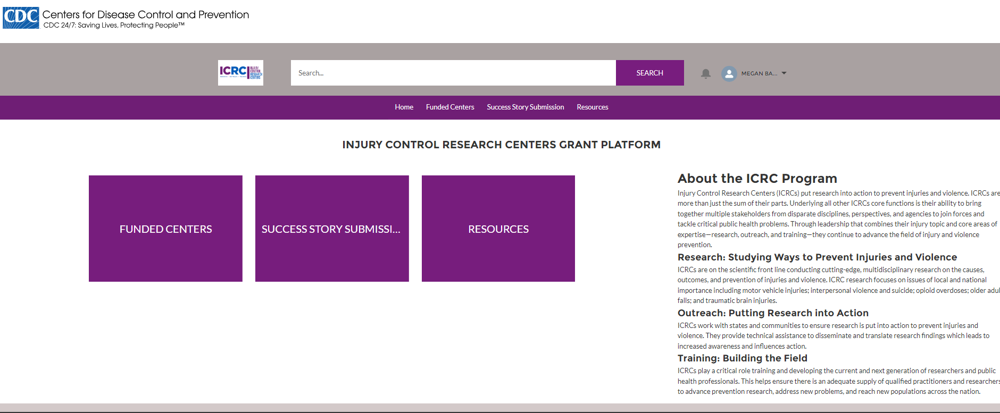 CDC Centers for Disease Control and Prevention
CDC 24/7: Saving Lives, Protecting People™
ICRC INJURY CONTROL RESEARCH CENTERS
Search...
SEARCH
MEGAN BA...
Home Funded Centers Success Story Submission Resources
INJURY CONTROL RESEARCH CENTERS GRANT PLATFORM
FUNDED CENTERS
SUCCESS STORY SUBMISSI...
RESOURCES
About the ICRC Program
Injury Control Research Centers (ICRCs) put research into action to prevent injuries and violence. ICRCs are
more than just the sum of their parts. Underlying all other ICRCs core functions is their ability to bring
together multiple stakeholders from disparate disciplines, perspectives, and agencies to join forces and
tackle critical public health problems. Through leadership that combines their injury topic and core areas of
expertise—research, outreach, and training—they continue to advance the field of injury and violence
prevention.
Research: Studying Ways to Prevent Injuries and Violence
ICRCs are on the scientific front line conducting cutting-edge, multidisciplinary research on the causes,
outcomes, and prevention of injuries and violence. ICRC research focuses on issues of local and national
importance including motor vehicle injuries; interpersonal violence and suicide; opioid overdoses; older adul
falls; and traumatic brain injuries.
Outreach: Putting Research into Action
ICRCs work with states and communities to ensure research is put into action to prevent injuries and
violence. They provide technical assistance to disseminate and translate research findings which leads to
increased awareness and influences action.
Training: Building the Field
ICRCs play a critical role training and developing the current and next generation of researchers and public
health professionals. This helps ensure there is an adequate supply of qualified practitioners and researchers
to advance prevention research, address new problems, and reach new populations across the nation.